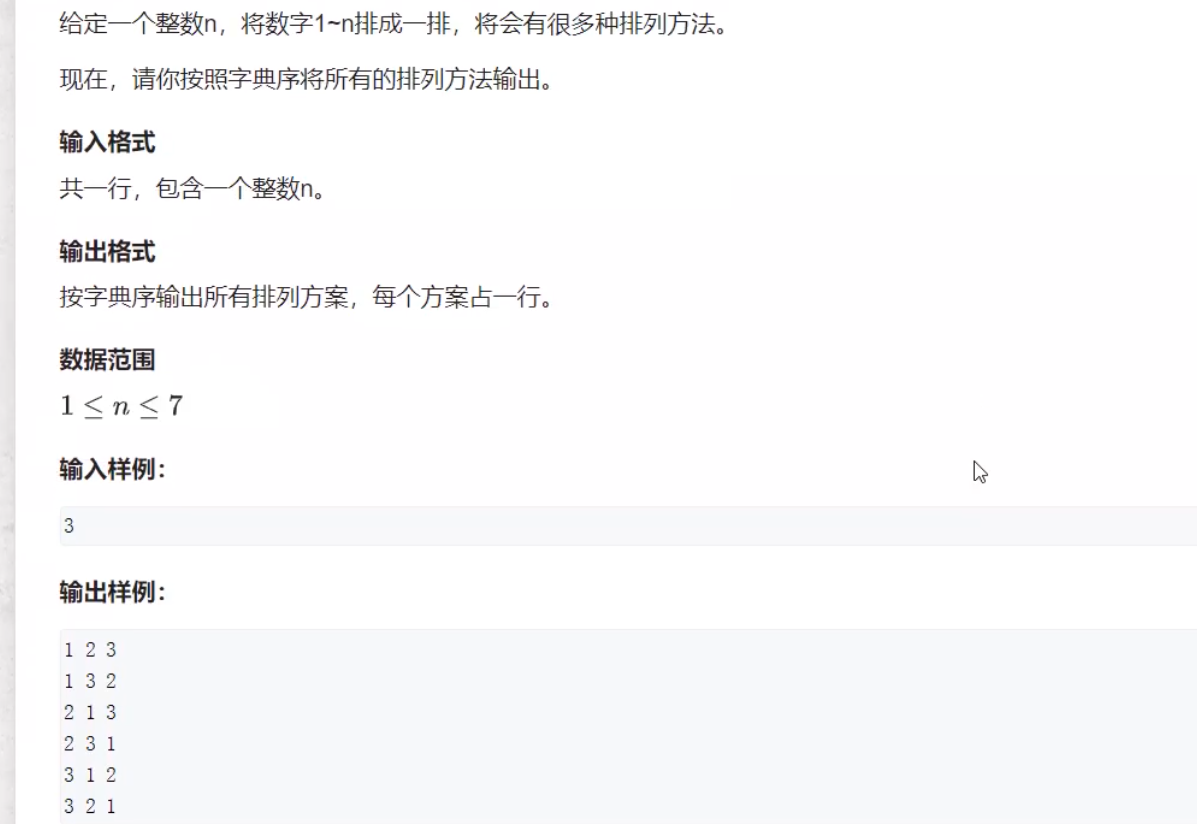 给定一个整数n，将数字1~n排成一排，将会有很多种排列方法。
现在，请你按照字典序将所有的排列方法输出。
输入格式
共一行，包含一个整数n。
输出格式
按字典序输出所有排列方案，每个方案占一行。
数据范围
1 ≤ n ≤ 7
输入样例：
3
输出样例：
1 2 3
1 3 2
2 1 3
2 3 1
3 1 2
3 2 1